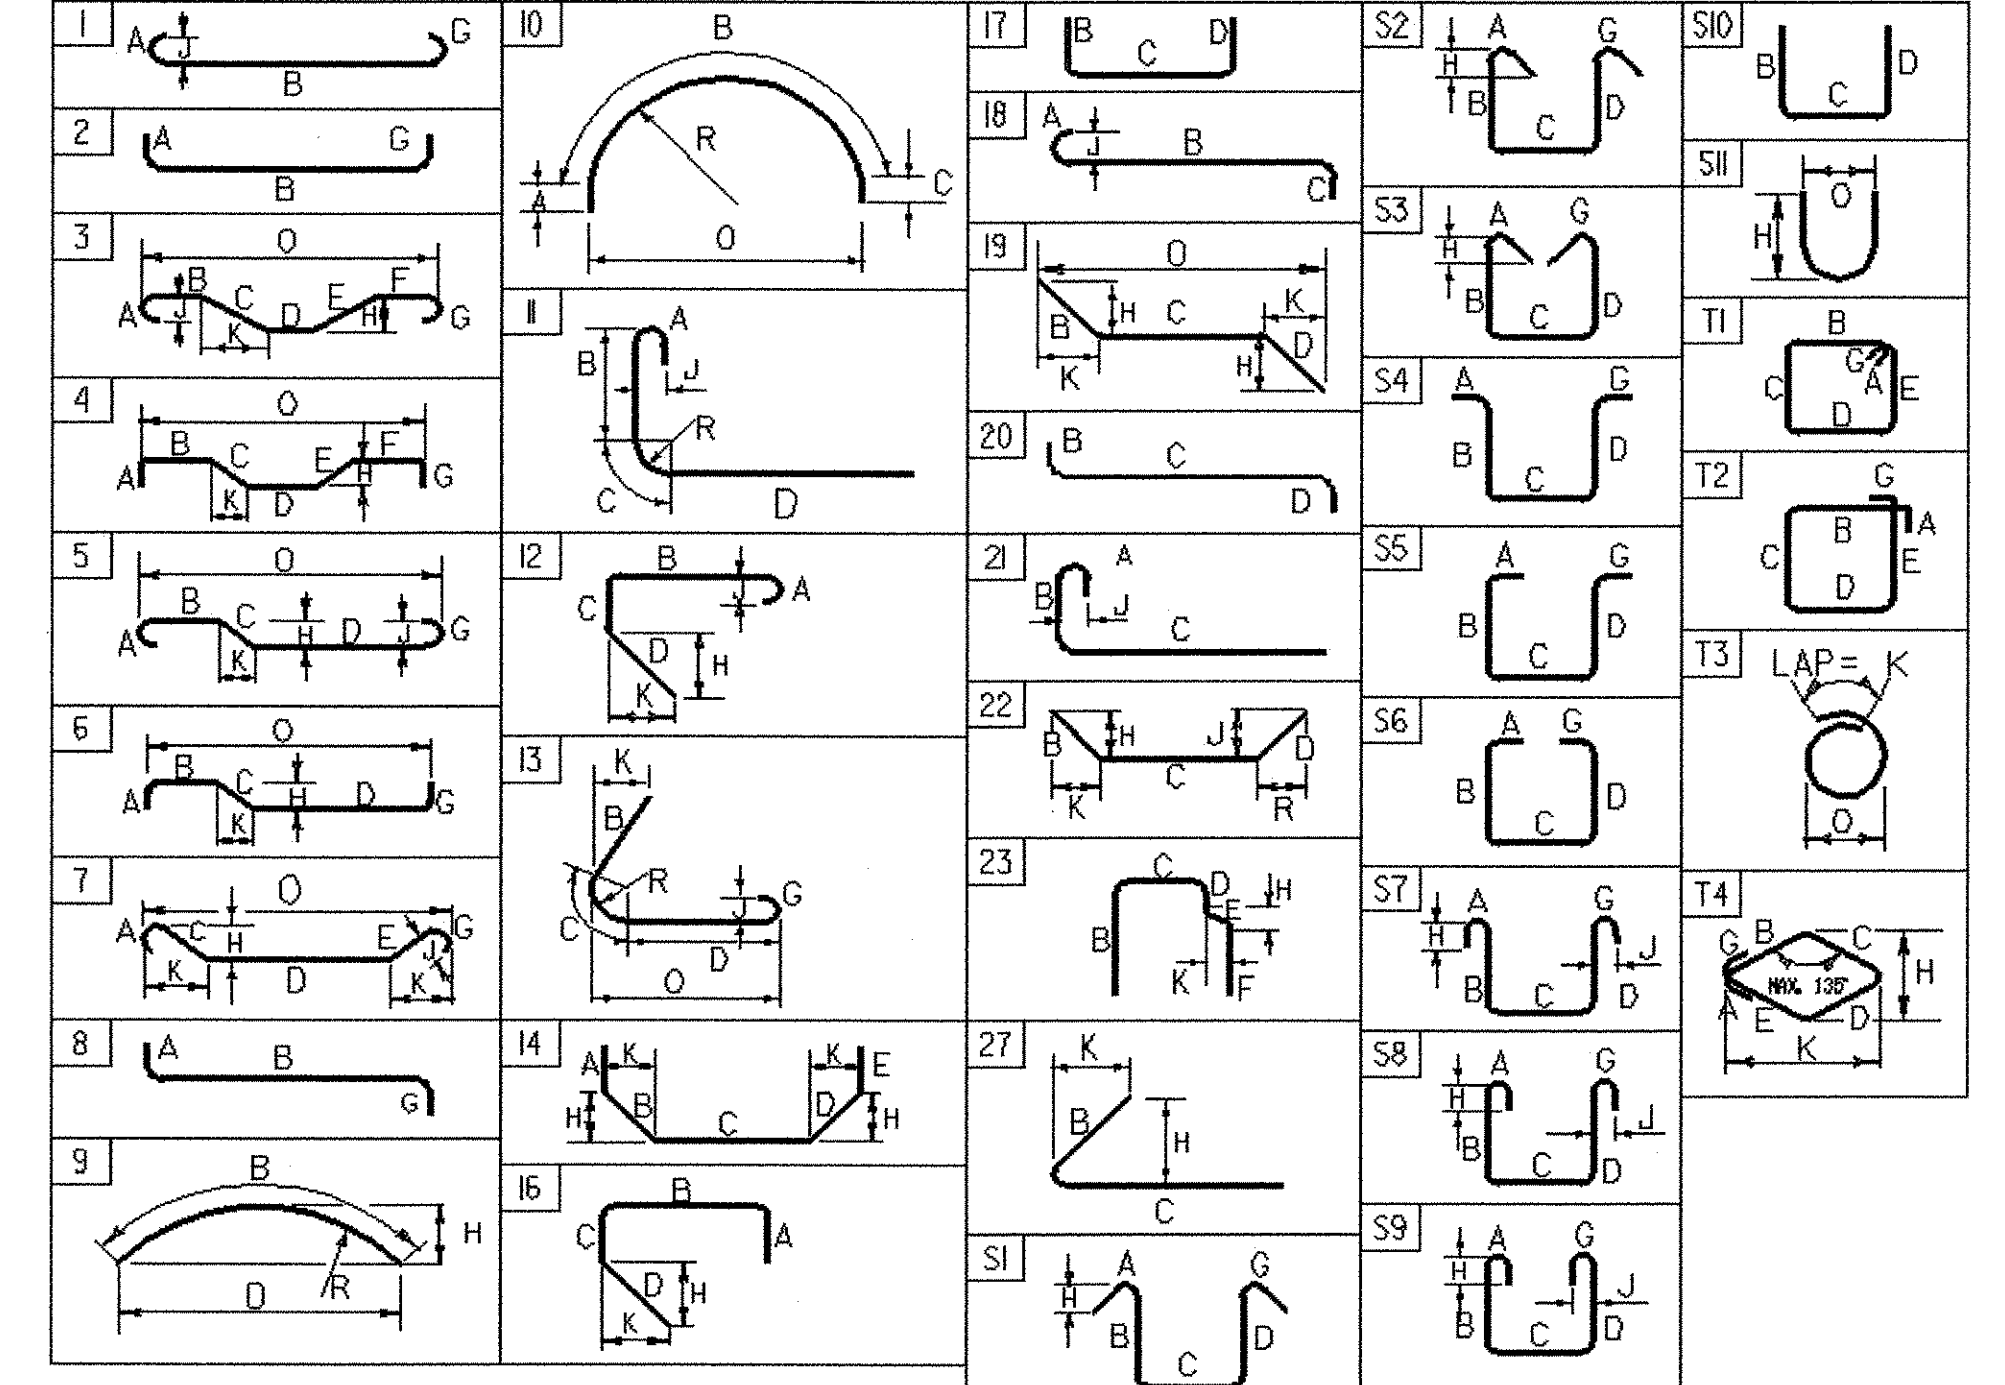 1
A J G
B
2
A G
B
3
O
B C E F
A J D H G
K
4
O
B C E F
A H G
K D
5
O
B C H D J G
A
K
6
O
B C H D
A G
K
7
O
A C H E G
J
K D K
8
A B
G
9
B
H
R
D
10
B
R
A C
O
11
A
B
J
R
C
D
12
B
J A
C
D H
K
13
K
B
R J G
C
D
O
14
A K K E
H B C D H
16
B
C A
D H
K
17
B C D
18
A J B
C
19
O
B H C K
D
K H
20
B C
D
21
A
B J
C
22
B H J D
C
K R
23
C
D H
E
B
K F
27
K
B H
C
S1
A G
H
B D
C
S2
A G
H
B D
C
S3
A G
H
B D
C
S4
A G
B D
C
S5
A G
B D
C
S6
A G
B D
C
S7
A G
H J
B C D
S8
A G
H J
B C D
S9
A G
H J
B C D
S10
B D
C
S11
O
H
T1
B
G
C A E
D
T2
G
B A
C E
D
T3
LAP= K
O
T4
G B C
MAX. 135° H
A E D
K